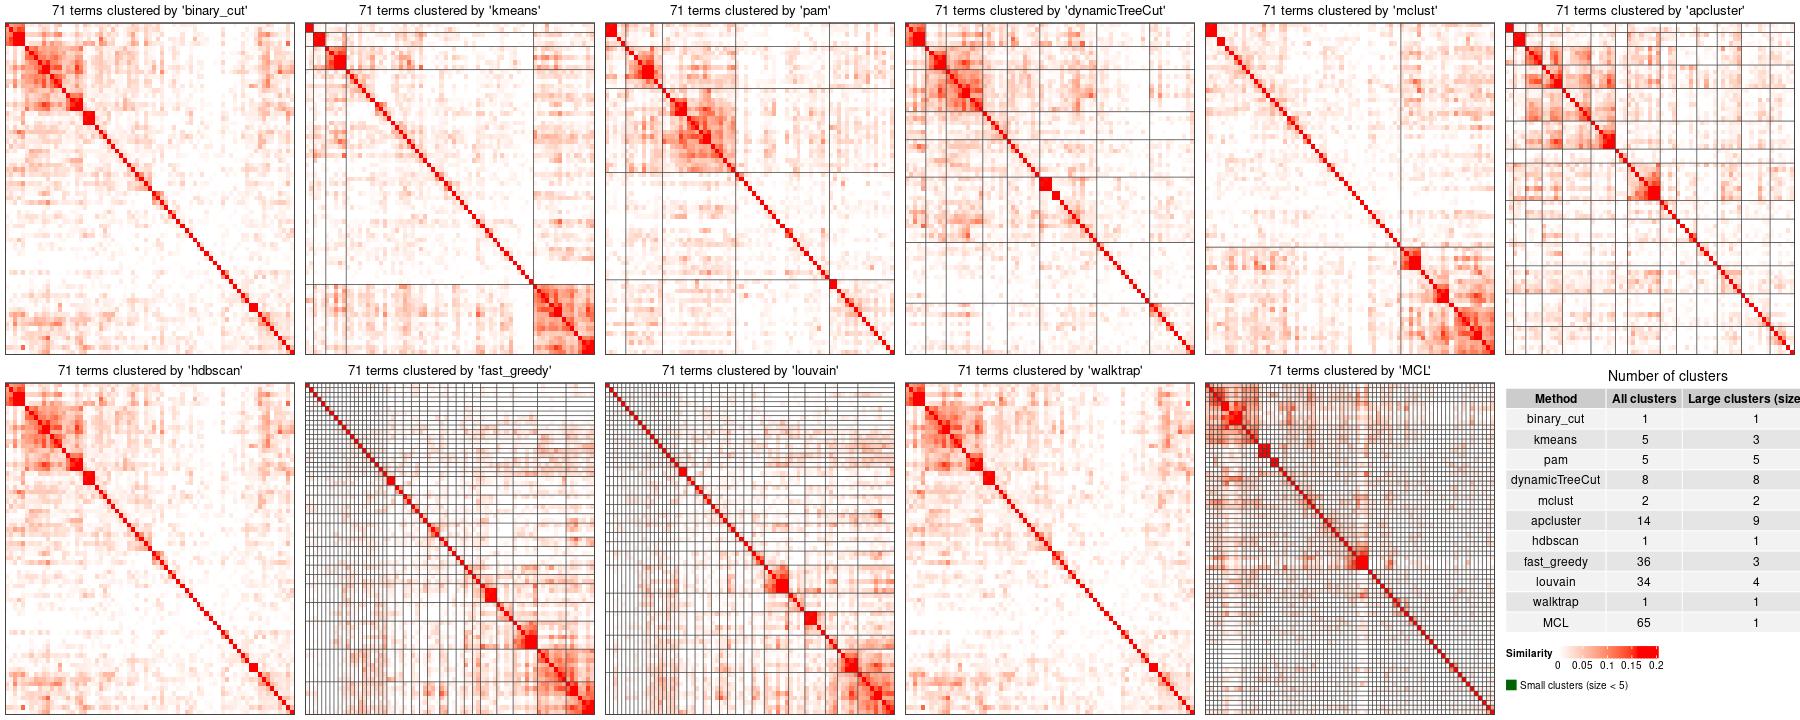 71 terms clustered by 'binary_cut'
71 terms clustered by 'kmeans'
71 terms clustered by 'pam'
71 terms clustered by 'dynamicTreeCut'
71 terms clustered by 'mclust'
71 terms clustered by 'apcluster'
71 terms clustered by 'hdbscan'
71 terms clustered by 'fast_greedy'
71 terms clustered by 'louvain'
71 terms clustered by 'walktrap'
71 terms clustered by 'MCL'
Number of clusters
Method All clusters Large clusters (size
binary_cut 1 1
kmeans 5 3
pam 5 5
dynamicTreeCut 8 8
mclust 2 2
apcluster 14 9
hdbscan 1 1
fast_greedy 36 3
louvain 34 4
walktrap 1 1
MCL 65 1
Similarity
0 0.05 0.1 0.15 0.2
Small clusters (size < 5)